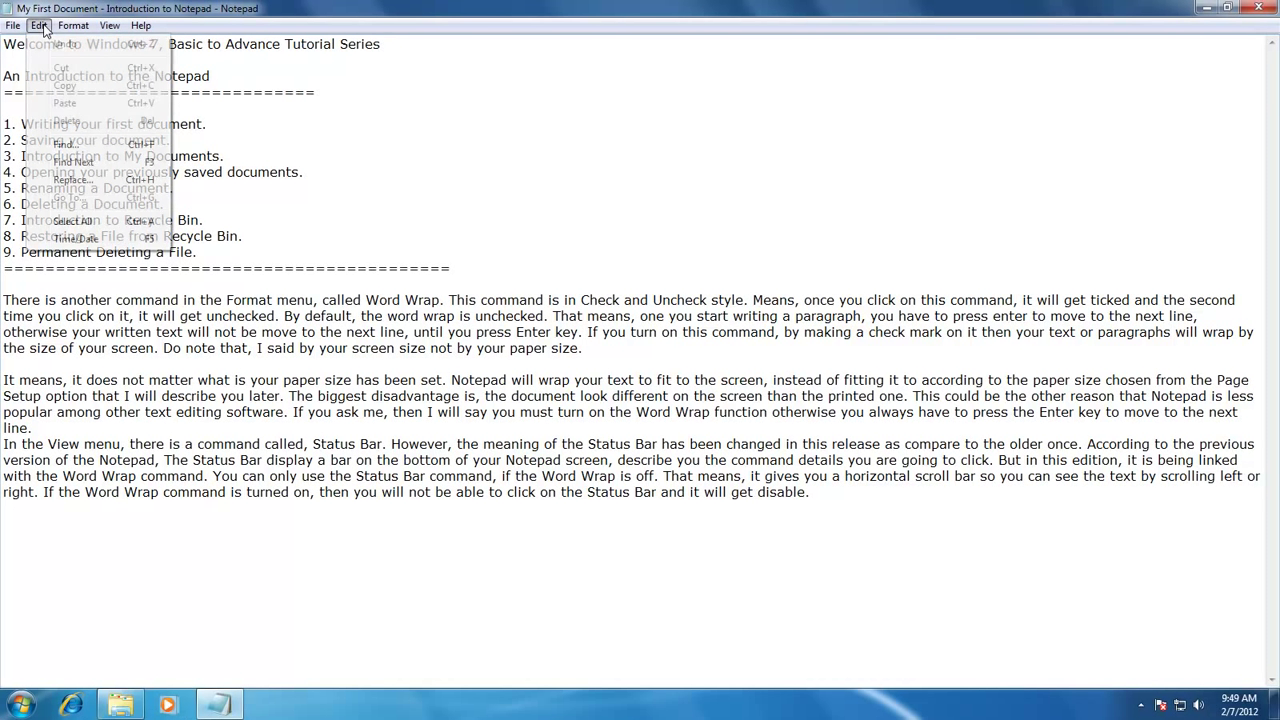 My First Document - Introduction to Notepad - Notepad
File Edit Format View Help
Welcome to Windows 7, Basic to Advance Tutorial Series
An Introduction to the Notepad
==============================
1. Writing your first document.
2. Saving your document.
3. Introduction to My Documents.
4. Opening your previously saved documents.
5. Renaming a Document.
6. Deleting a Document.
7. Introduction to Recycle Bin.
8. Restoring a File from Recycle Bin.
9. Permanent Deleting a File.
===========================================
Undo Ctrl+Z
Cut Ctrl+X
Copy Ctrl+C
Paste Ctrl+V
Delete Del
Find... Ctrl+F
Find Next F3
Replace... Ctrl+H
Go To... Ctrl+G
Select All Ctrl+A
Time/Date F5
There is another command in the Format menu, called Word Wrap. This command is in Check and Uncheck style. Means, once you click on this command, it will get ticked and the second
time you click on it, it will get unchecked. By default, the word wrap is unchecked. That means, one you start writing a paragraph, you have to press enter to move to the next line,
otherwise your written text will not be move to the next line, until you press Enter key. If you turn on this command, by making a check mark on it then your text or paragraphs will wrap by
the size of your screen. Do note that, I said by your screen size not by your paper size.
It means, it does not matter what is your paper size has been set. Notepad will wrap your text to fit to the screen, instead of fitting it to according to the paper size chosen from the Page
Setup option that I will describe you later. The biggest disadvantage is, the document look different on the screen than the printed one. This could be the other reason that Notepad is less
popular among other text editing software. If you ask me, then I will say you must turn on the Word Wrap function otherwise you always have to press the Enter key to move to the next
line.
In the View menu, there is a command called, Status Bar. However, the meaning of the Status Bar has been changed in this release as compare to the older once. According to the previous
version of the Notepad, The Status Bar display a bar on the bottom of your Notepad screen, describe you the command details you are going to click. But in this edition, it is being linked
with the Word Wrap command. You can only use the Status Bar command, if the Word Wrap is off. That means, it gives you a horizontal scroll bar so you can see the text by scrolling left or
right. If the Word Wrap command is turned on, then you will not be able to click on the Status Bar and it will get disable.
9:49 AM
2/7/2012